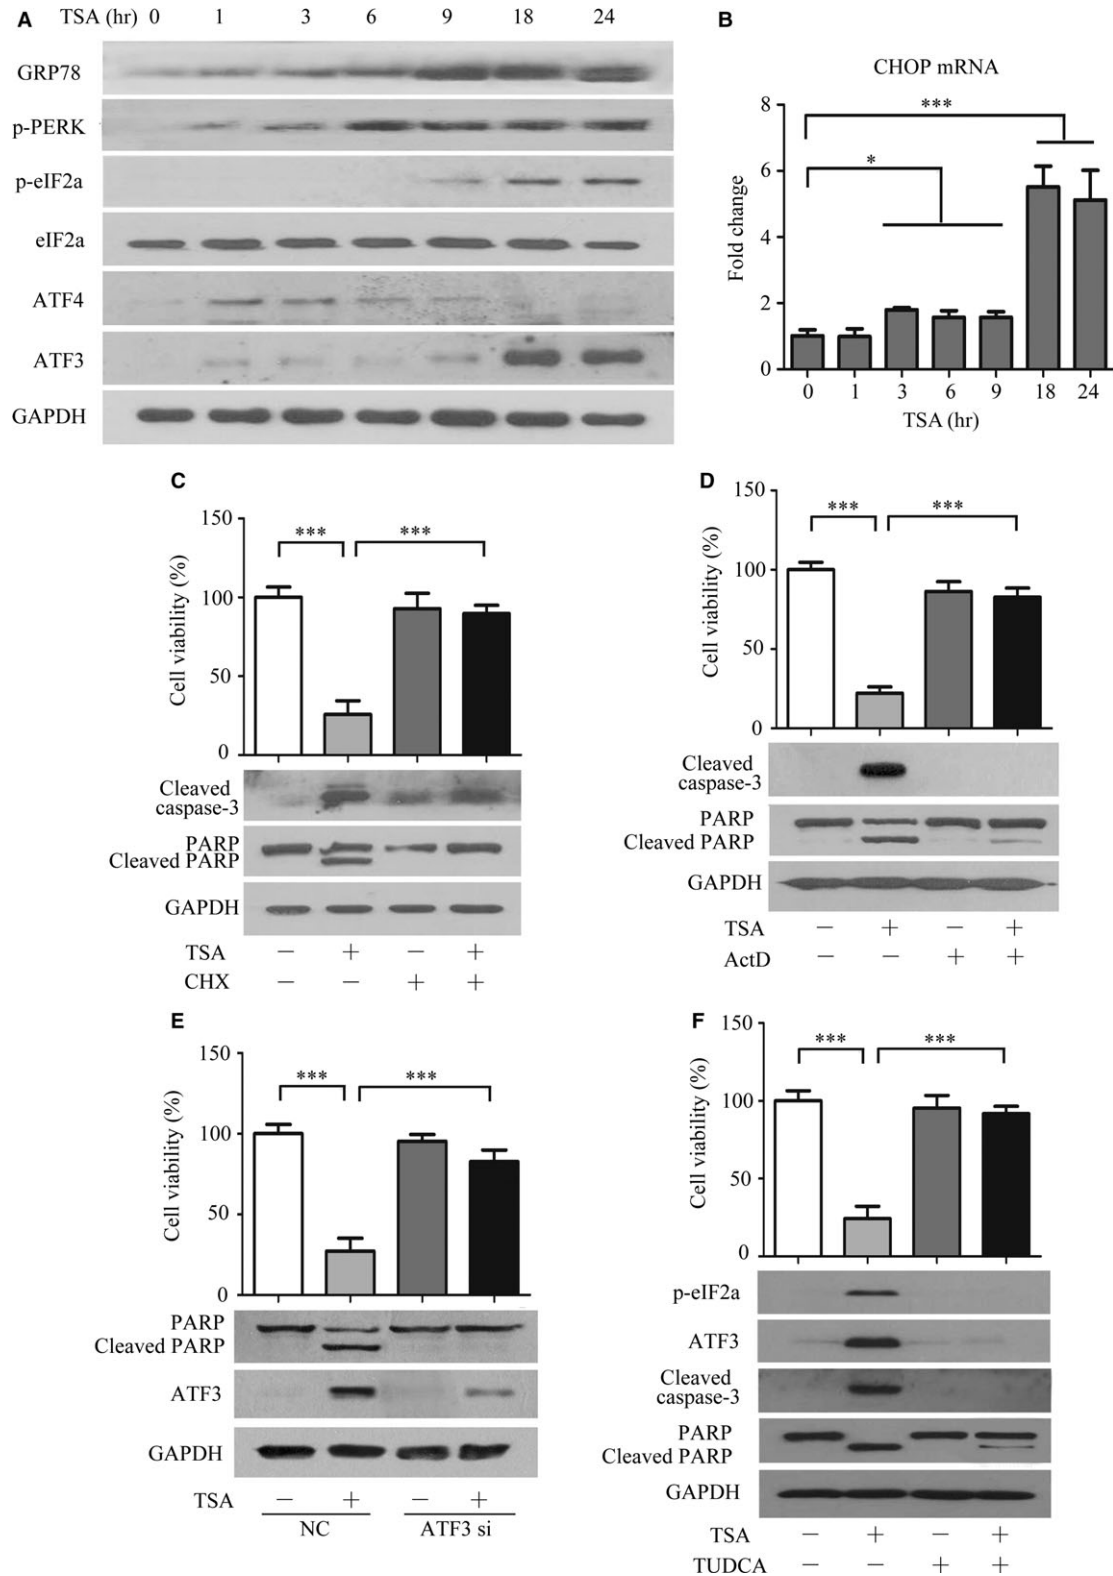 A TSA (hr) 0 1 3 6 9 18 24
GRP78
p-PERK
p-eIF2a
eIF2a
ATF4
ATF3
GAPDH
B
CHOP mRNA
***
*
Fold change
8
6
4
2
0
0 1 3 6 9 18 24
TSA (hr)
C
Cell viability (%)
150
100
50
0
*** ***
Cleaved
caspase-3
PARP
Cleaved PARP
GAPDH
TSA − + − +
CHX − − + +
D
Cell viability (%)
150
100
50
0
*** ***
Cleaved
caspase-3
PARP
Cleaved PARP
GAPDH
TSA − + − +
ActD − − + +
E
Cell viability (%)
150
100
50
0
*** ***
PARP
Cleaved PARP
ATF3
GAPDH
TSA − + − +
NC ATF3 si
F
Cell viability (%)
150
100
50
0
*** ***
p-eIF2a
ATF3
Cleaved
caspase-3
PARP
Cleaved PARP
GAPDH
TSA − + − +
TUDCA − − + +